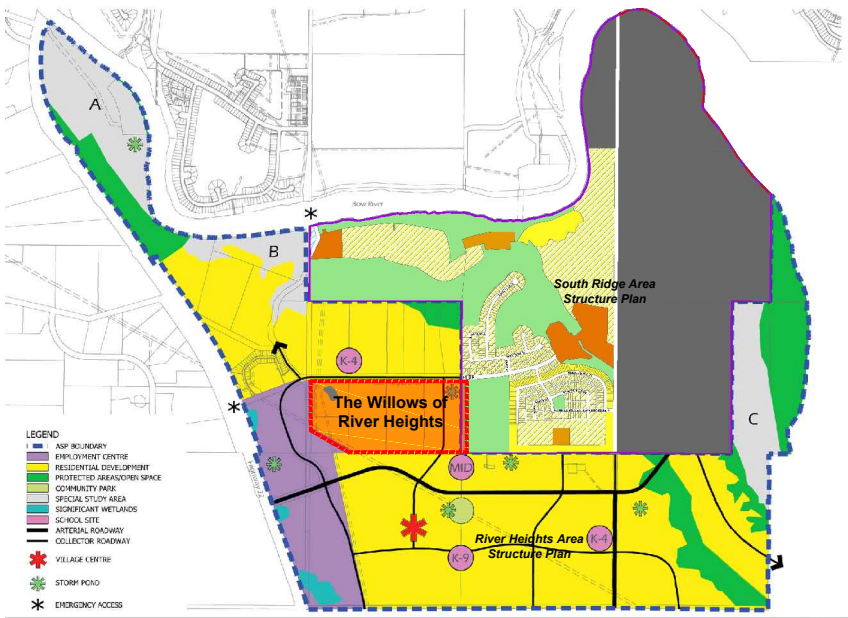 A
Bow River
B
South Ridge Area
Structure Plan
K-4
The Willows of
River Heights
C
LEGEND
ASP BOUNDARY
EMPLOYMENT CENTRE
RESIDENTIAL DEVELOPMENT
PROTECTED AREAS/OPEN SPACE
COMMUNITY PARK
SPECIAL STUDY AREA
SIGNIFICANT WETLANDS
SCHOOL SITE
ARTERIAL ROADWAY
COLLECTOR ROADWAY
VILLAGE CENTRE
STORM POND
EMERGENCY ACCESS
MID
River Heights Area
Structure Plan
K-4
K-9